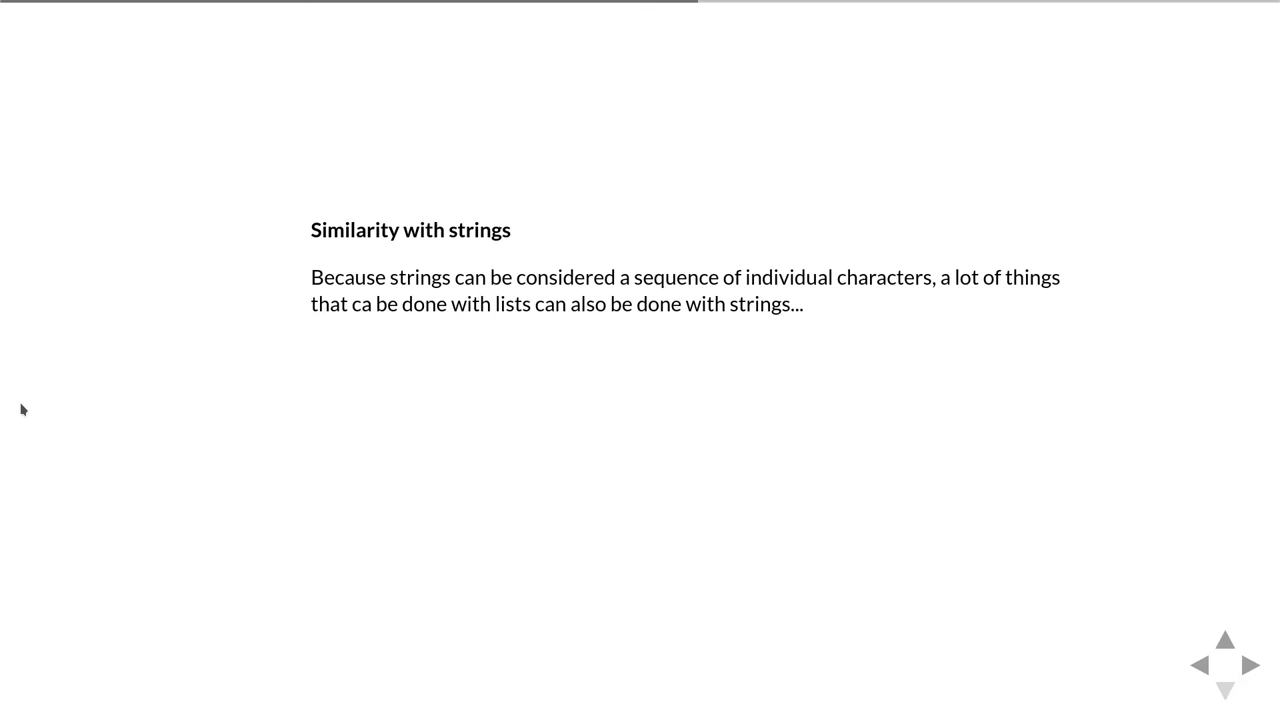 Similarity with strings
Because strings can be considered a sequence of individual characters, a lot of things
that ca be done with lists can also be done with strings...